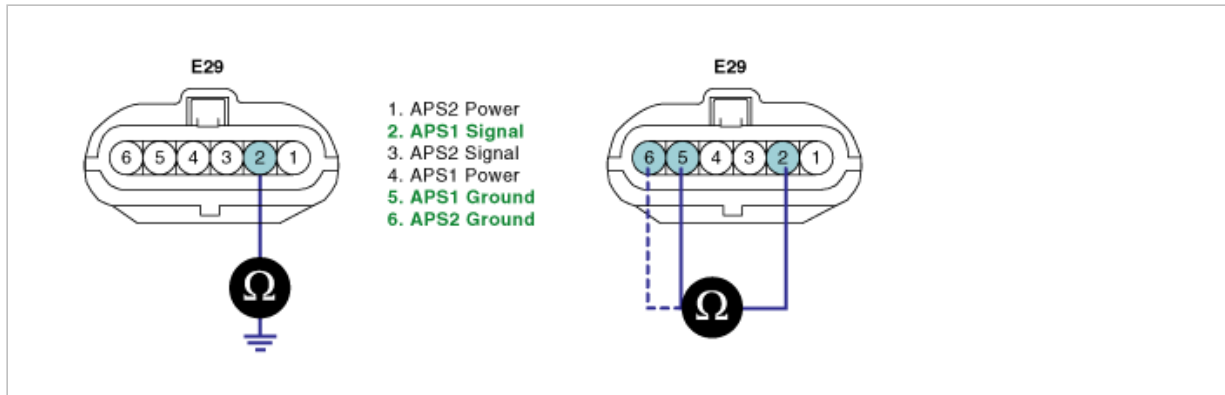 E29
6 5 4 3 2 1
Ω
1. APS2 Power
2. APS1 Signal
3. APS2 Signal
4. APS1 Power
5. APS1 Ground
6. APS2 Ground
E29
6 5 4 3 2 1
Ω